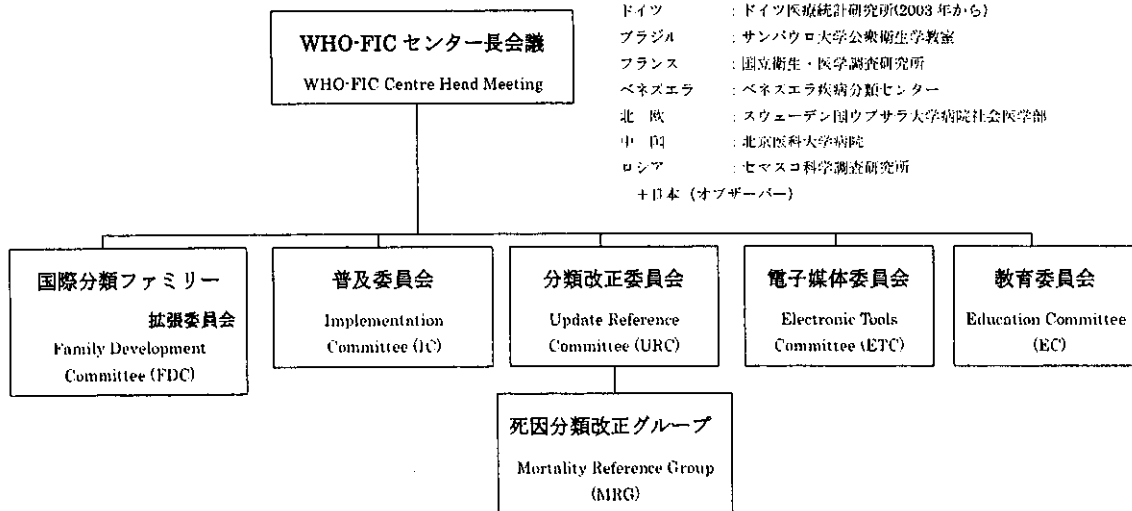 ドイツ : ドイツ医療統計研究所(2003 年から)
ブラジル : サンパウロ大学公衆衛生学教室
フランス : 国立衛生・医学調査研究所
ベネズエラ : ベネズエラ疾病分類センター
北 欧 : スウェーデン国ウプサラ大学病院社会医学部
中 国 : 北京医科大学病院
ロシア : セマスコ科学調査研究所
+日本 (オブザーバー)
WHO-FIC センター長会議
WHO-FIC Centre Head Meeting
国際分類ファミリー
拡張委員会
Family Development
Committee (FDC)
普及委員会
Implementation
Committee (IC)
分類改正委員会
Update Reference
Committee (URC)
電子媒体委員会
Electronic Tools
Committee (ETC)
教育委員会
Education Committee
(EC)
死因分類改正グループ
Mortality Reference Group
(MRG)